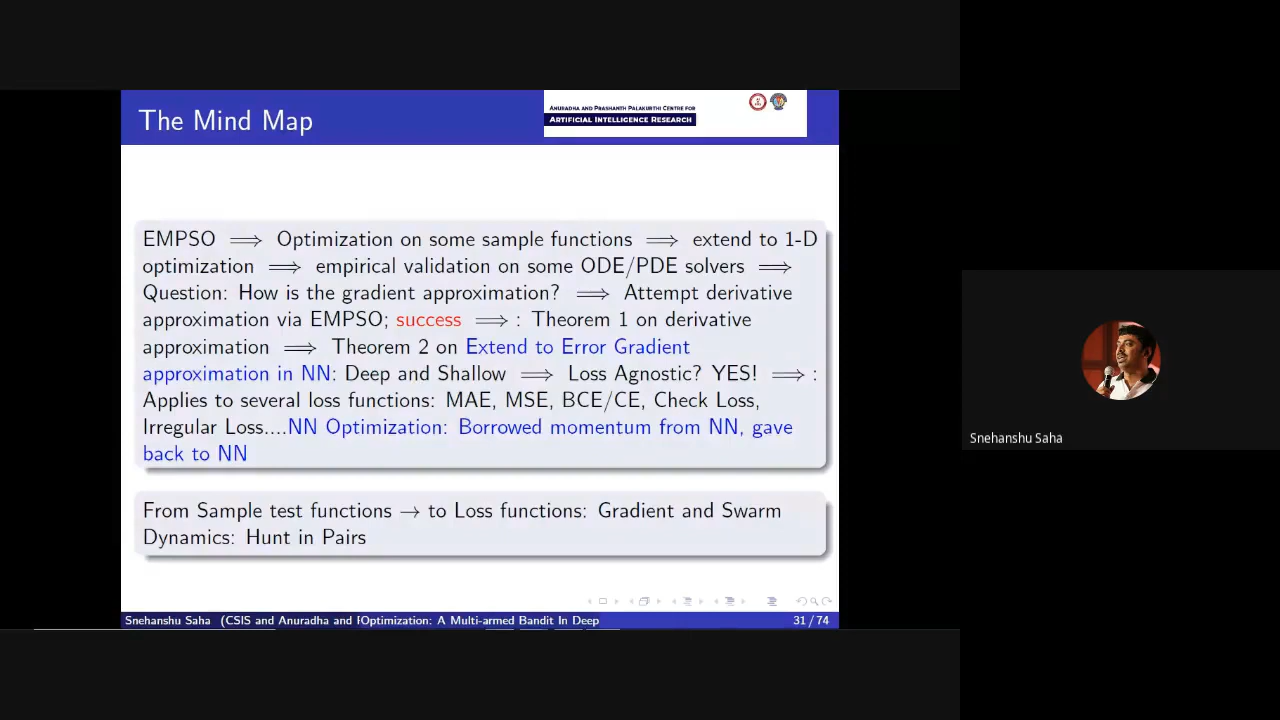 The Mind Map
ANURADHA AND PRASHANTH PALAKURTHI CENTRE FOR
ARTIFICIAL INTELLIGENCE RESEARCH
EMPSO ⟹ Optimization on some sample functions ⟹ extend to 1-D
optimization ⟹ empirical validation on some ODE/PDE solvers ⟹
Question: How is the gradient approximation? ⟹ Attempt derivative
approximation via EMPSO; success ⟹ : Theorem 1 on derivative
approximation ⟹ Theorem 2 on Extend to Error Gradient
approximation in NN: Deep and Shallow ⟹ Loss Agnostic? YES! ⟹ :
Applies to several loss functions: MAE, MSE, BCE/CE, Check Loss,
Irregular Loss....NN Optimization: Borrowed momentum from NN, gave
back to NN
From Sample test functions → to Loss functions: Gradient and Swarm
Dynamics: Hunt in Pairs
Snehanshu Saha (CSIS and Anuradha and P Optimization: A Multi-armed Bandit In Deep 31 / 74
Snehanshu Saha